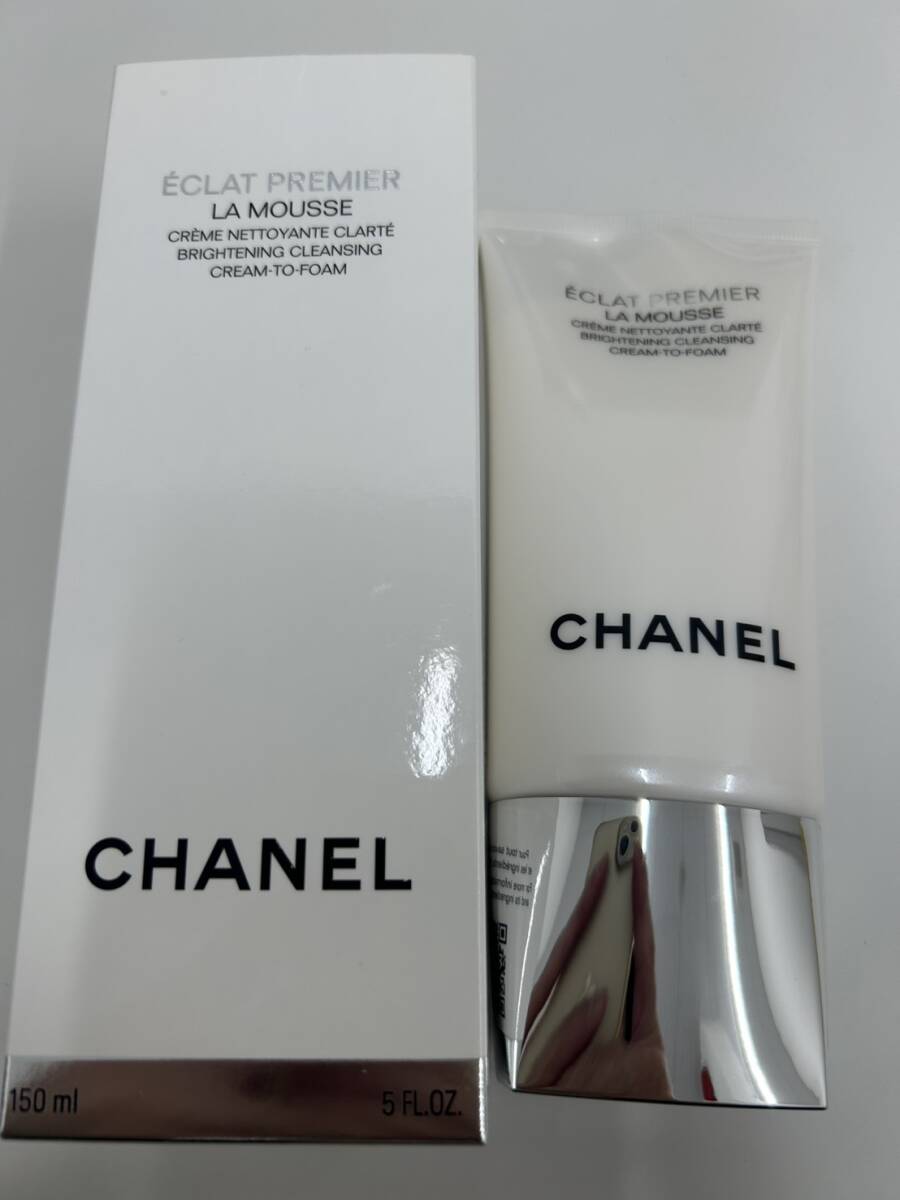 ÉCLAT PREMIER
LA MOUSSE
CRÈME NETTOYANTE CLARTÉ
BRIGHTENING CLEANSING
CREAM-TO-FOAM
CHANEL
150 ml 5 FL.OZ.
ÉCLAT PREMIER
LA MOUSSE
CRÈME NETTOYANTE CLARTÉ
BRIGHTENING CLEANSING
CREAM-TO-FOAM
CHANEL